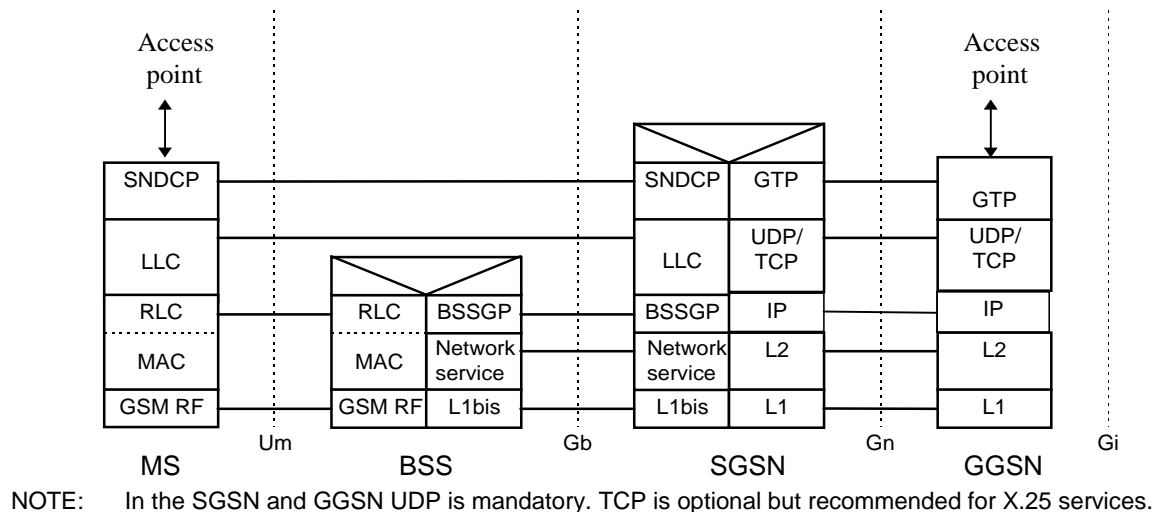 Access
point
Access
point
SNDCP
SNDCP
GTP
GTP
LLC
LLC
UDP/
TCP
UDP/
TCP
RLC
RLC
BSSGP
BSSGP
IP
IP
MAC
MAC
Network
service
Network
service
L2
L2
GSM RF
GSM RF
L1bis
L1bis
L1
L1
Um
Gb
Gn
Gi
MS
BSS
SGSN
GGSN
NOTE: In the SGSN and GGSN UDP is mandatory. TCP is optional but recommended for X.25 services.